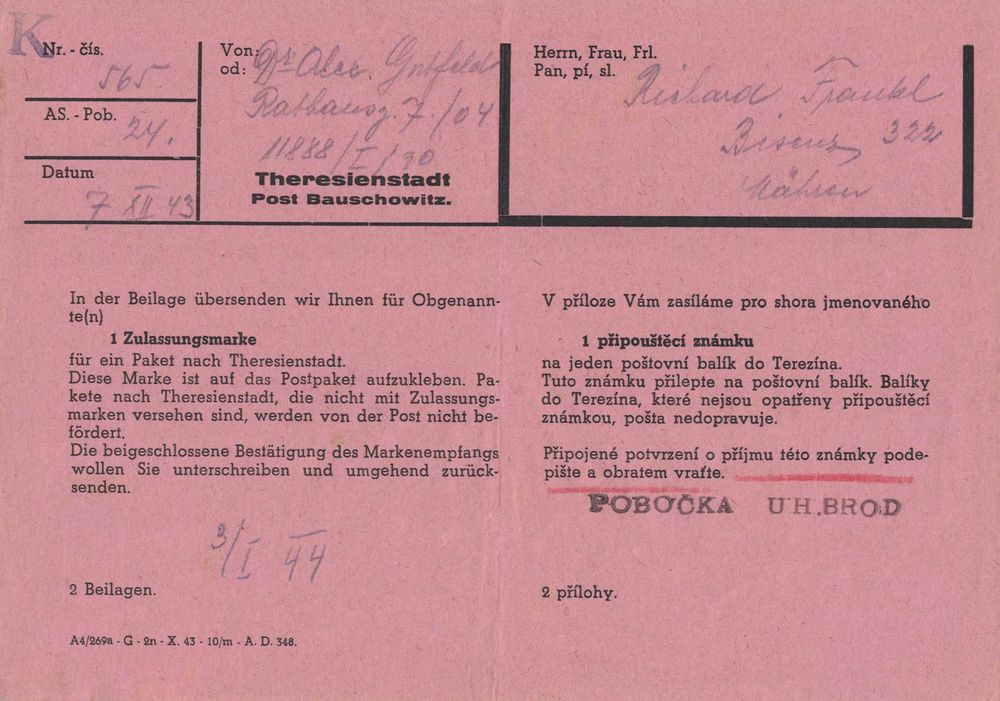 K
Nr. - čís.
565.
AS. - Pob.
24.
Datum
7 XII 43
Von:
od: Dr Alec.
Rathausg. 7./04
11888/I/90
Theresienstadt
Post Bauschowitz.
Herrn, Frau, Frl.
Pan, pí, sl.
Richard Frankl
Bisenz 322
Mähren
In der Beilage übersenden wir Ihnen für Obgenann-
te(n)
1 Zulassungsmarke
für ein Paket nach Theresienstadt.
Diese Marke ist auf das Postpaket aufzukleben. Pa-
kete nach Theresienstadt, die nicht mit Zulassungs-
marken versehen sind, werden von der Post nicht be-
fördert.
Die beigeschlossene Bestätigung des Markenempfangs
wollen Sie unterschreiben und umgehend zurück-
senden.
3/I 44
2 Beilagen.
A4/269a - G - 2n - X. 43 - 10/m - A. D. 348.
V příloze Vám zasíláme pro shora jmenovaného
1 připouštěcí známku
na jeden poštovní balík do Terezína.
Tuto známku přilepte na poštovní balík. Balíky
do Terezína, které nejsou opatřeny připouštěcí
známkou, pošta nedopravuje.
Připojené potvrzení o příjmu této známky pode-
pište a obratem vraťte.
POBOČKA UH.BROD
2 přílohy.